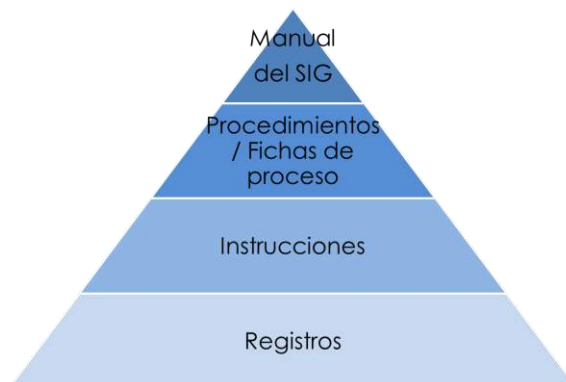 Manual
del SIG
Procedimientos
/ Fichas de
proceso
Instrucciones
Registros